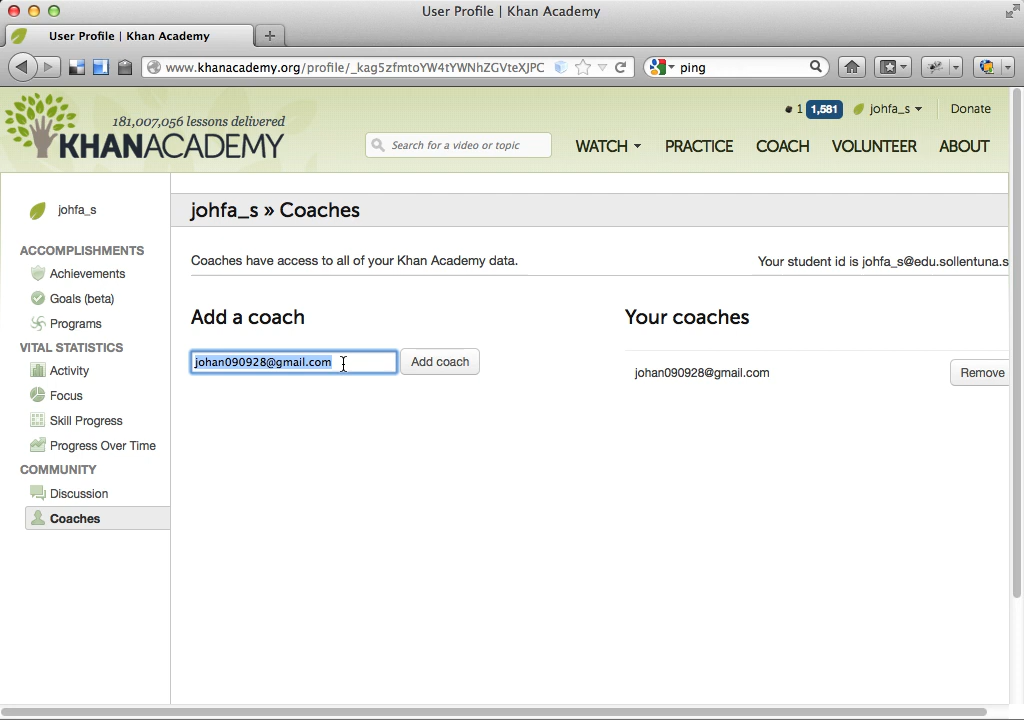 User Profile | Khan Academy
User Profile | Khan Academy
www.khanacademy.org/profile/_kag5zfmtoYW4tYWNhZGVteXJPC
ping
181,007,056 lessons delivered
KHANACADEMY
Search for a video or topic
1 1,581 johfa_s Donate
WATCH PRACTICE COACH VOLUNTEER ABOUT
johfa_s
ACCOMPLISHMENTS
Achievements
Goals (beta)
Programs
VITAL STATISTICS
Activity
Focus
Skill Progress
Progress Over Time
COMMUNITY
Discussion
Coaches
johfa_s » Coaches
Coaches have access to all of your Khan Academy data.
Your student id is johfa_s@edu.sollentuna.s
Add a coach
johan090928@gmail.com
Add coach
Your coaches
johan090928@gmail.com
Remove